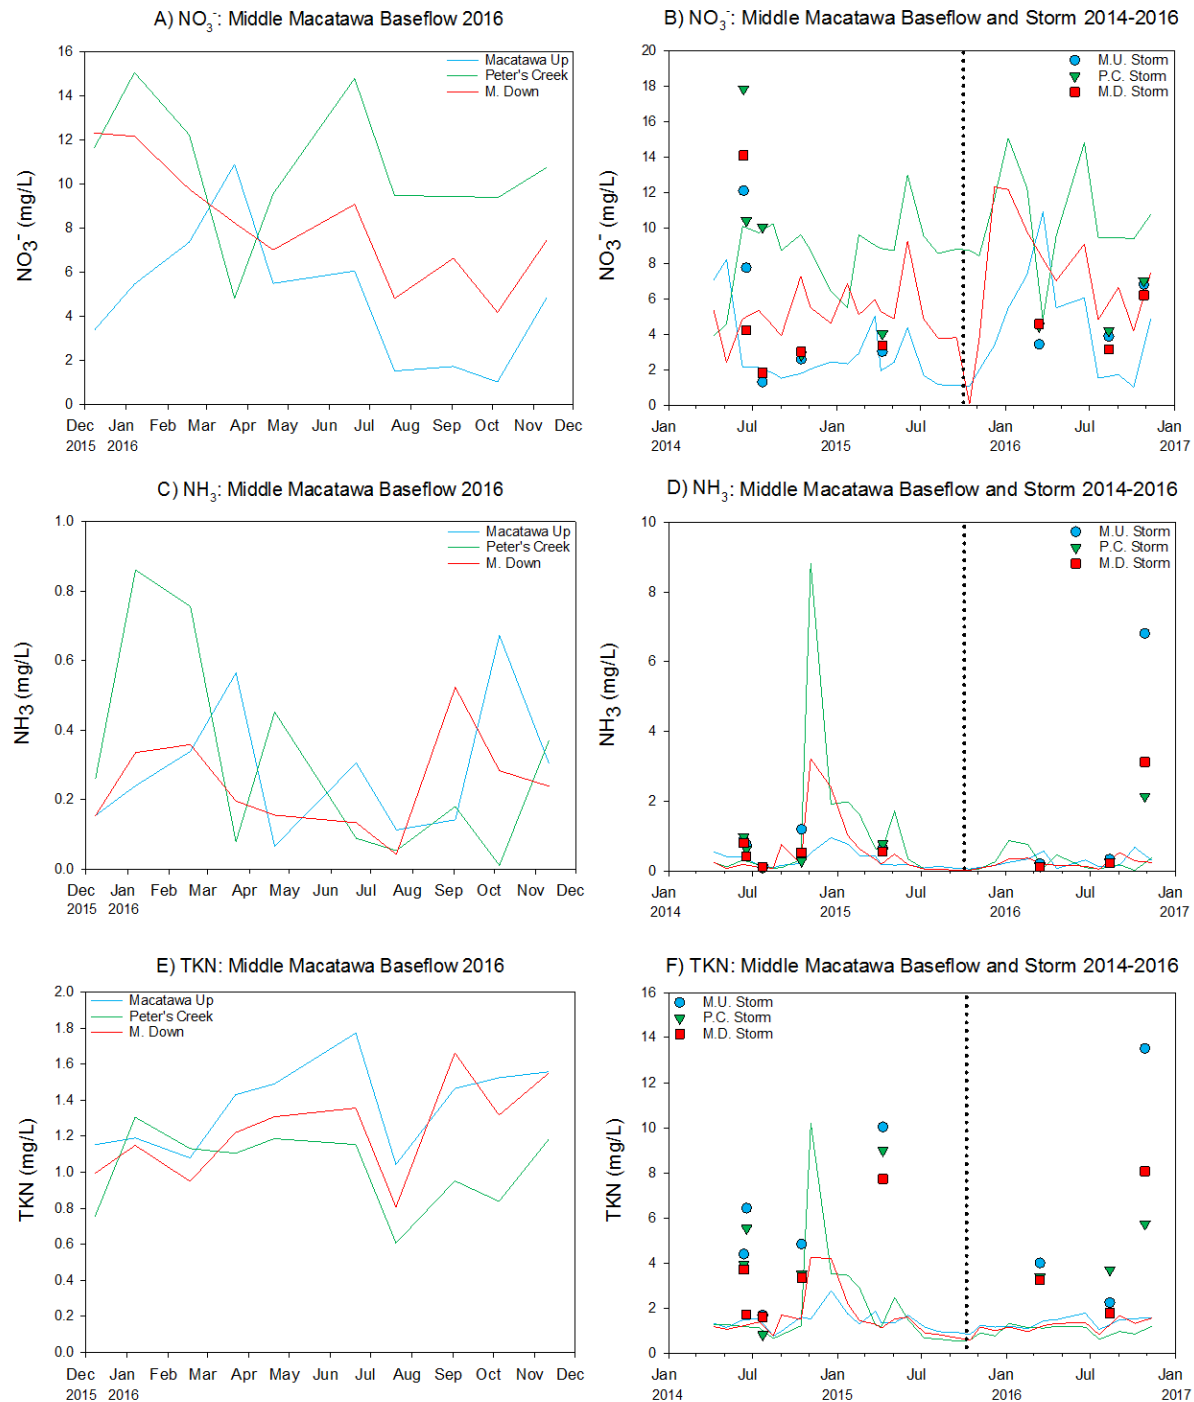 A) NO3-: Middle Macatawa Baseflow 2016
Macatawa Up
Peter's Creek
M. Down
NO3- (mg/L)
16
14
12
10
8
6
4
2
0
Dec Jan Feb Mar Apr May Jun Jul Aug Sep Oct Nov Dec
2015 2016
B) NO3-: Middle Macatawa Baseflow and Storm 2014-2016
M.U. Storm
P.C. Storm
M.D. Storm
NO3- (mg/L)
20
18
16
14
12
10
8
6
4
2
0
Jan Jul Jan Jul Jan Jul Jan
2014 2015 2016 2017
C) NH3: Middle Macatawa Baseflow 2016
Macatawa Up
Peter's Creek
M. Down
NH3 (mg/L)
1.0
0.8
0.6
0.4
0.2
0.0
Dec Jan Feb Mar Apr May Jun Jul Aug Sep Oct Nov Dec
2015 2016
D) NH3: Middle Macatawa Baseflow and Storm 2014-2016
M.U. Storm
P.C. Storm
M.D. Storm
NH3 (mg/L)
10
8
6
4
2
0
Jan Jul Jan Jul Jan Jul Jan
2014 2015 2016 2017
E) TKN: Middle Macatawa Baseflow 2016
Macatawa Up
Peter's Creek
M. Down
TKN (mg/L)
2.0
1.8
1.6
1.4
1.2
1.0
0.8
0.6
0.4
0.2
0.0
Dec Jan Feb Mar Apr May Jun Jul Aug Sep Oct Nov Dec
2015 2016
F) TKN: Middle Macatawa Baseflow and Storm 2014-2016
M.U. Storm
P.C. Storm
M.D. Storm
TKN (mg/L)
16
14
12
10
8
6
4
2
0
Jan Jul Jan Jul Jan Jul Jan
2014 2015 2016 2017